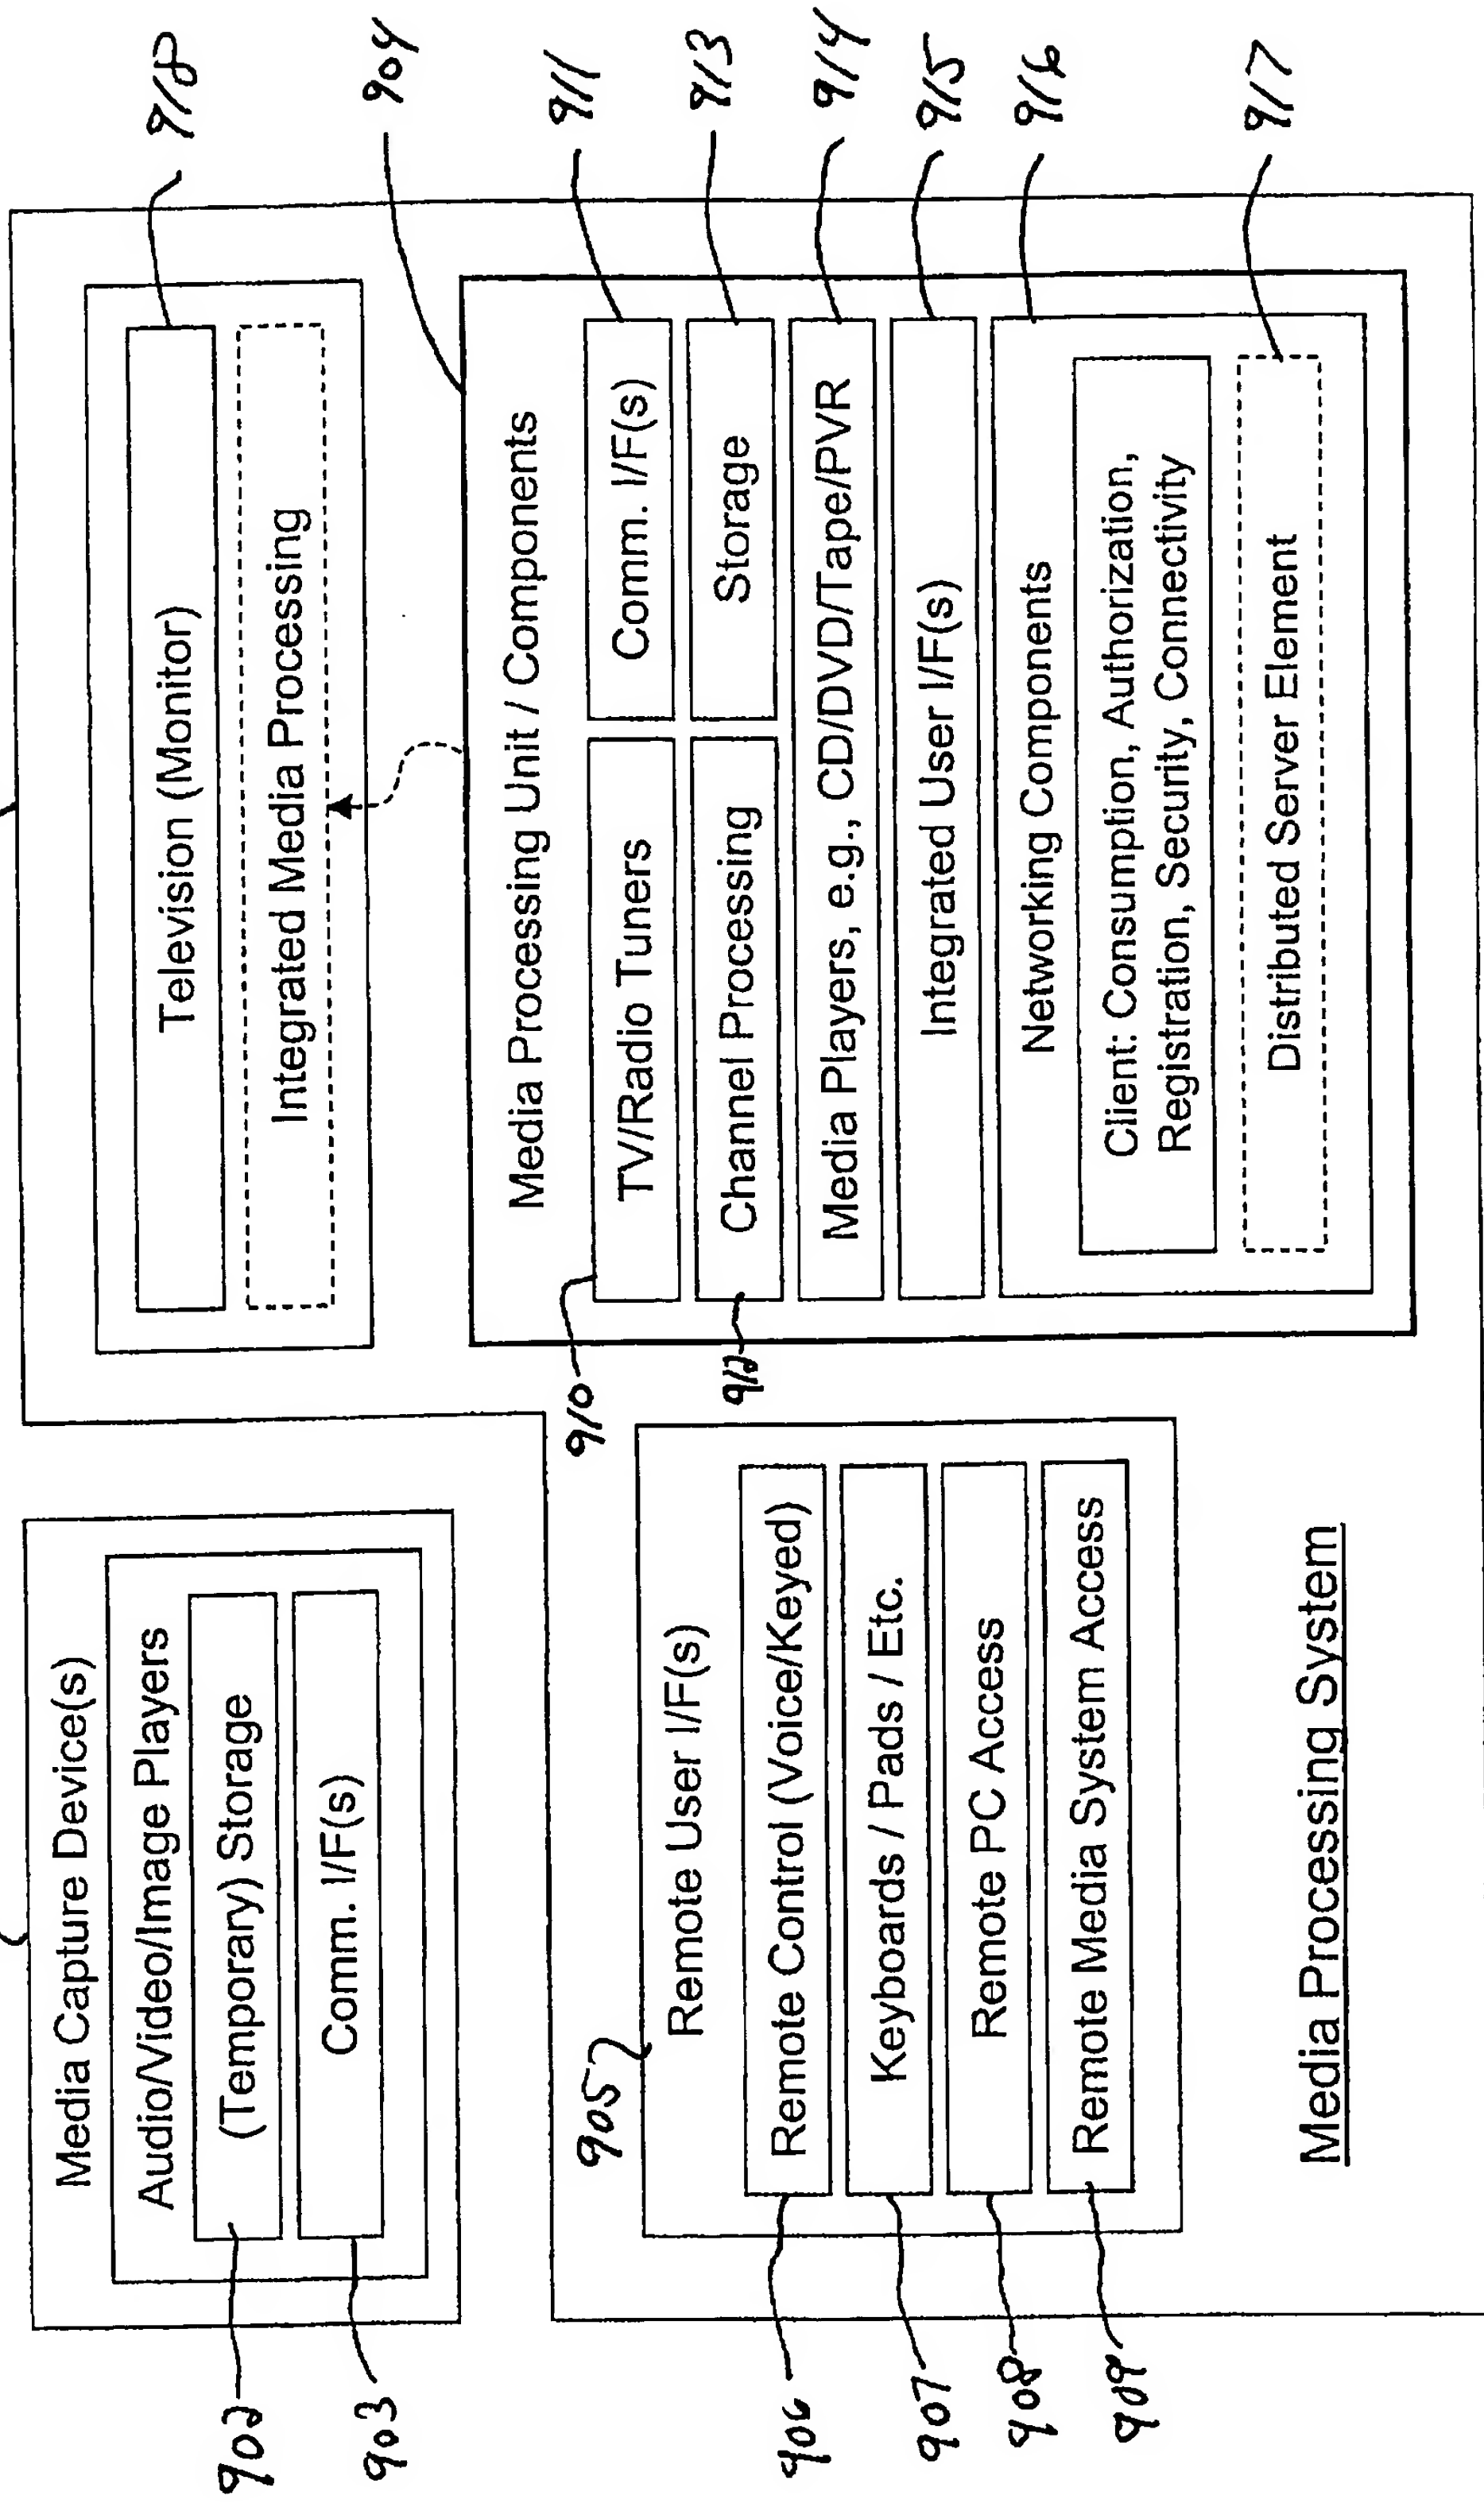 Media Capture Device(s)
Audio/Video/Image Players
(Temporary) Storage
Comm. I/F(s)
902
903
Television (Monitor)
Integrated Media Processing
918
904
Media Processing Unit / Components
TV/Radio Tuners
Comm. I/F(s)
910
911
Channel Processing
Storage
912
913
Media Players, e.g., CD/DVD/Tape/PVR
914
Integrated User I/F(s)
915
Networking Components
916
Client: Consumption, Authorization,
Registration, Security, Connectivity
Distributed Server Element
917
905
Remote User I/F(s)
Remote Control (Voice/Keyed)
906
Keyboards / Pads / Etc.
907
Remote PC Access
908
Remote Media System Access
909
Media Processing System